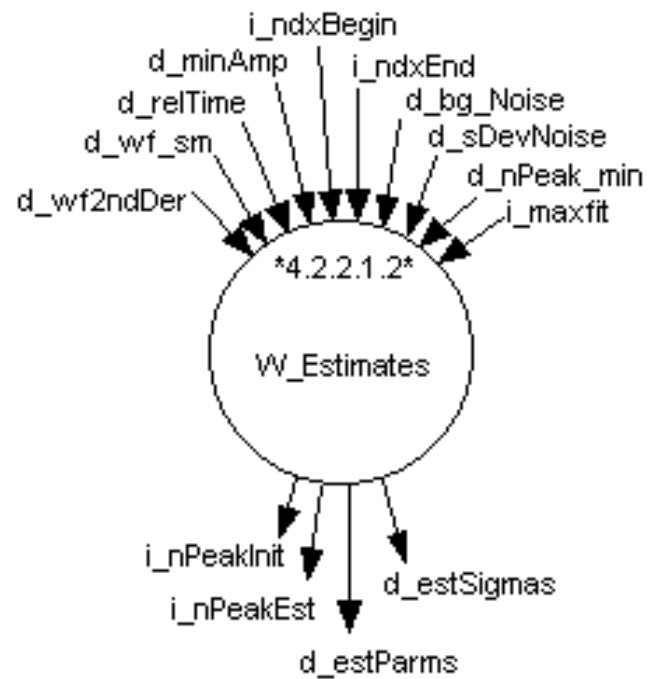 i_ndxBegin
d_minAmp
i_ndxEnd
d_relTime
d_bg_Noise
d_wf_sm
d_sDevNoise
d_wf2ndDer
d_nPeak_min
i_maxfit
*4.2.2.1.2*
W_Estimates
i_nPeakInit
d_estSigmas
i_nPeakEst
d_estParms